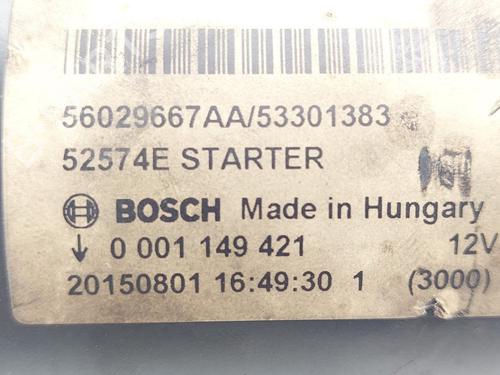 56029667AA/53301383
52574E STARTER
BOSCH Made in Hungary
↓ 0 001 149 421 12V
20150801 16:49:30 1 (3000)